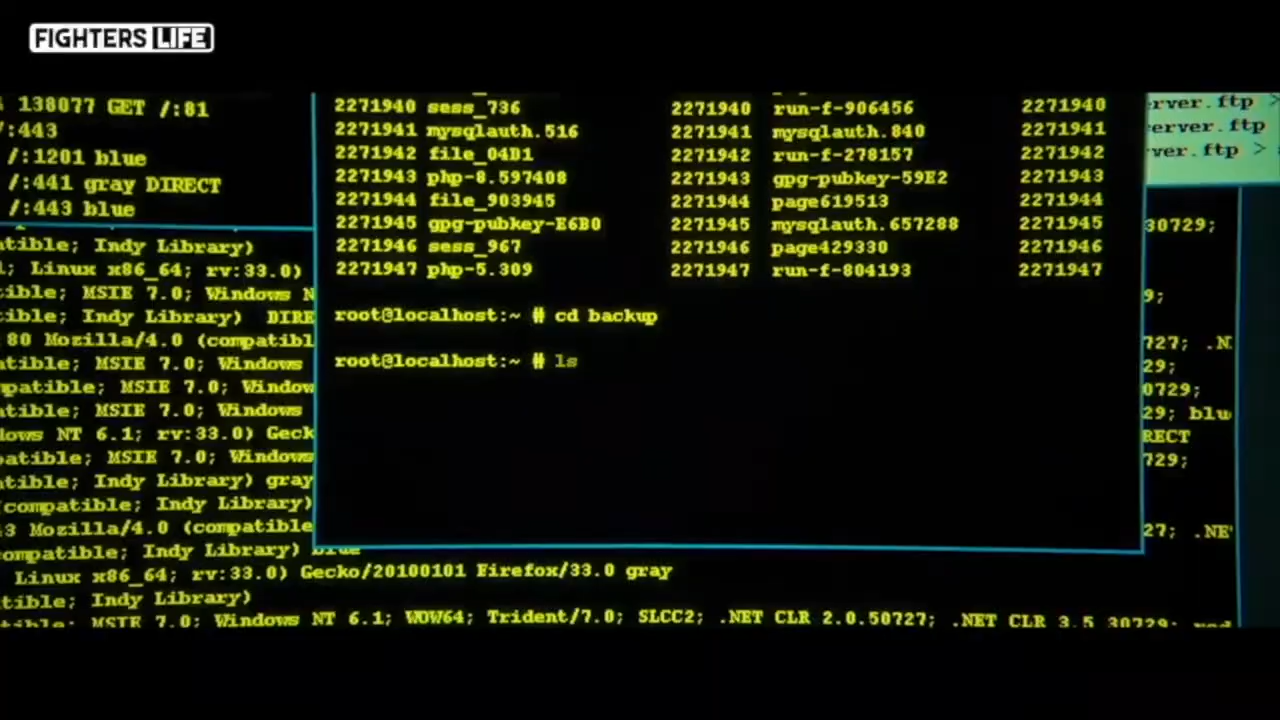 FIGHTERS LIFE
138077 GET /:81
/:443
/:1201 blue
/:441 gray DIRECT
/:443 blue
2271940 sess_736 2271940 run-f-906456 2271940
2271941 mysqlauth.516 2271941 mysqlauth.840 2271941
2271942 file_04B1 2271942 run-f-278157 2271942
2271943 php-8.597408 2271943 gpg-pubkey-59E2 2271943
2271944 file_903945 2271944 page619513 2271944
2271945 gpg-pubkey-E6B0 2271945 mysqlauth.657288 2271945
2271946 sess_967 2271946 page429330 2271946
2271947 php-5.309 2271947 run-f-804193 2271947
root@localhost:~ # cd backup
root@localhost:~ # ls
erver.ftp >
erver.ftp
ver.ftp >
30729;
9;
727; .N
29;
0729;
29; blu
RECT
729;
27; .NE
atible; Indy Library)
; Linux x86_64; rv:33.0)
tible; MSIE 7.0; Windows N
tible; Indy Library) DIRE
80 Mozilla/4.0 (compatibl
atible; MSIE 7.0; Windows
mpatible; MSIE 7.0; Window
atible; MSIE 7.0; Windows
dows NT 6.1; rv:33.0) Geck
patible; MSIE 7.0; Windows
atible; Indy Library) gray
(compatible; Indy Library)
3 Mozilla/4.0 (compatible
ompatible; Indy Library) blue
Linux x86_64; rv:33.0) Gecko/20100101 Firefox/33.0 gray
tible; Indy Library)
tible; MSIE 7.0; Windows NT 6.1; WOW64; Trident/7.0; SLCC2; .NET CLR 2.0.50727; .NET CLR 3.5.30729;